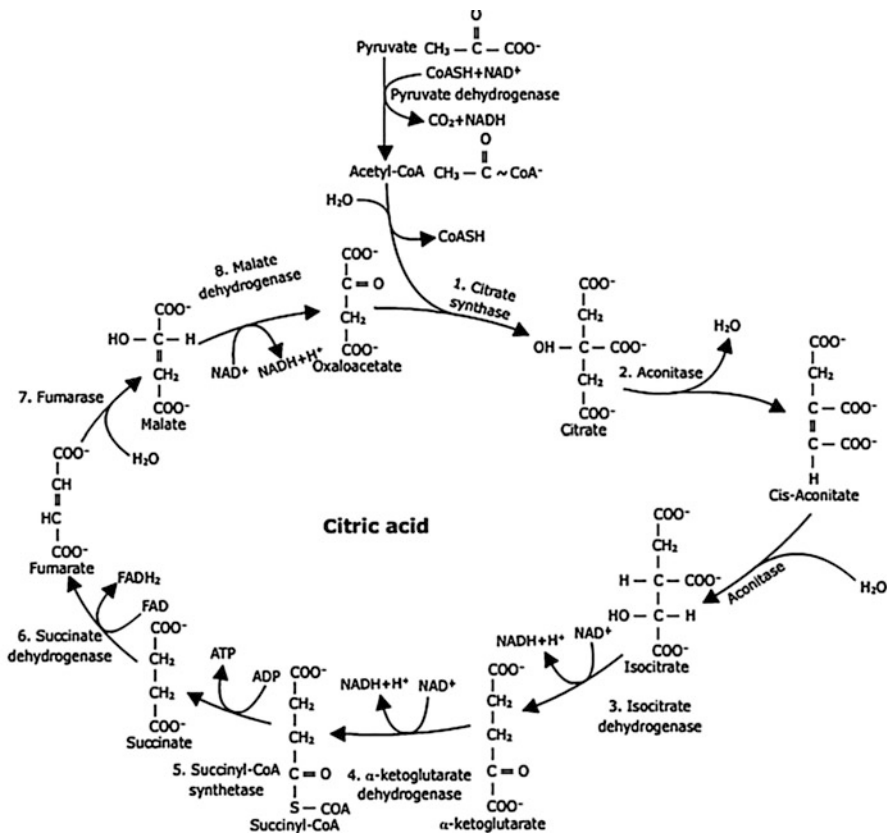 O
Pyruvate CH₃ — C — COO⁻
CoASH+NAD⁺
Pyruvate dehydrogenase
CO₂+NADH
O
Acetyl-CoA CH₃ — C ~CoA⁻
H₂O
CoASH
8. Malate
dehydrogenase
COO⁻
C = O
CH₂
COO⁻
Oxaloacetate
1. Citrate
synthase
COO⁻
CH₂
OH — C — COO⁻
CH₂
COO⁻
Citrate
H₂O
2. Aconitase
COO⁻
CH₂
C — COO⁻
C — COO⁻
H
Cis-Aconitate
COO⁻
HO — C — H
CH₂
COO⁻
Malate
NAD⁺
NADH+H⁺
7. Fumarase
H₂O
COO⁻
CH
HC
COO⁻
Fumarate
Citric acid
COO⁻
CH₂
H — C — COO⁻
HO — C — H
COO⁻
Isocitrate
Aconitase
H₂O
FADH₂
FAD
6. Succinate
dehydrogenase
COO⁻
CH₂
CH₂
COO⁻
Succinate
ATP
ADP
5. Succinyl-CoA
synthetase
COO⁻
CH₂
CH₂
C = O
S — COA
Succinyl-CoA
NADH+H⁺
NAD⁺
4. α-ketoglutarate
dehydrogenase
COO⁻
CH₂
CH₂
C = O
COO⁻
α-ketoglutarate
NADH+H⁺
NAD⁺
3. Isocitrate
dehydrogenase